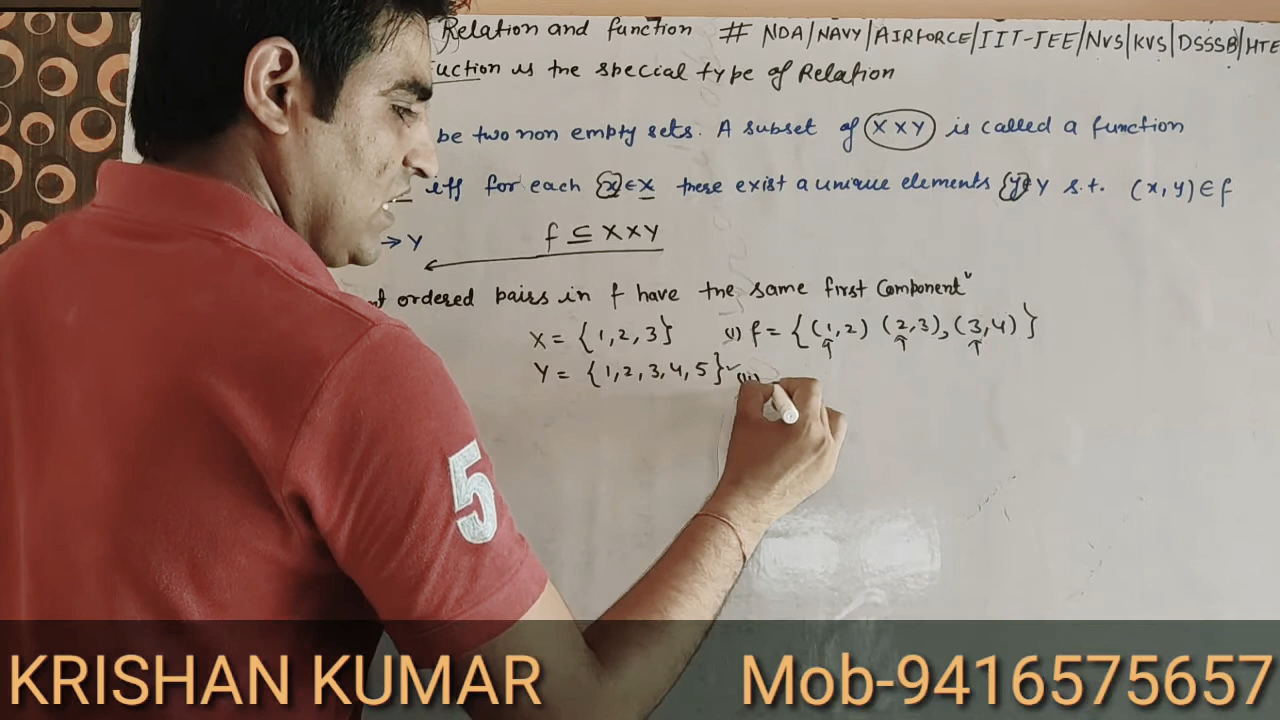 Relation and function # NDA/NAVY/AIRFORCE/IIT-JEE/NVS/KVS/DSSSB/HTE
uction is the special type of Relation
be two non empty sets. A subset of X×Y is called a function
iff for each {x}∈X there exist a unique elements {y}∈Y s.t. (x,y)∈f
→Y f ⊆ X×Y
ordered pairs in f have the same first Component
X = {1,2,3} (i) f = {(1,2) (2,3),(3,4)}
Y = {1,2,3,4,5} (ii)
5
KRISHAN KUMAR Mob-9416575657